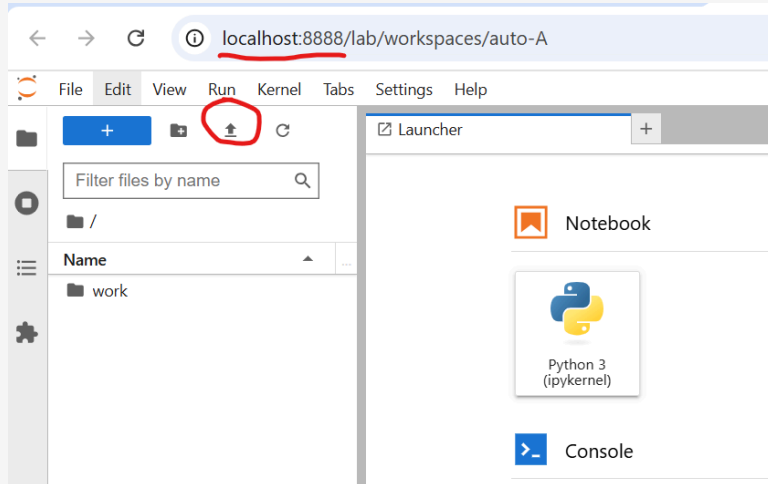 localhost:8888/lab/workspaces/auto-A
File Edit View Run Kernel Tabs Settings Help
+
Launcher +
Filter files by name
/
Name ...
work
Notebook
Python 3
(ipykernel)
Console